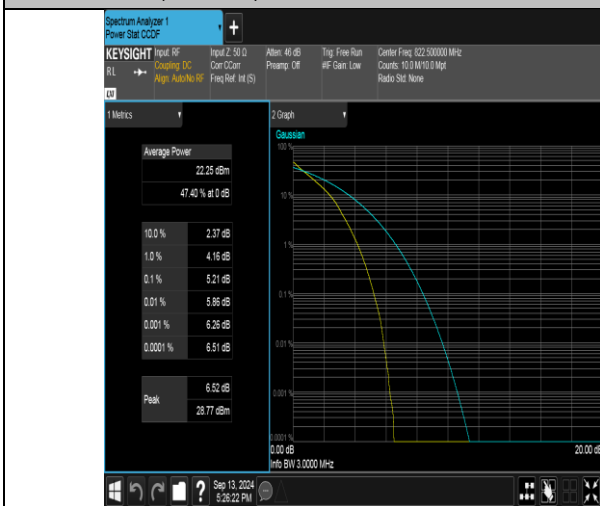 Spectrum Analyzer 1
Power Stat CCDF
+
KEYSIGHT Input: RF Input Z: 50 Ω Atten: 46 dB Trig: Free Run Center Freq: 822.500000 MHz
RL Coupling: DC Corr CCorr Preamp: Off #IF Gain: Low Counts: 10.0 M/10.0 Mpt
Align: Auto/No RF Freq Ref: Int (S) Radio Std: None
1 Metrics
Average Power
22.25 dBm
47.40 % at 0 dB
10.0 % 2.37 dB
1.0 % 4.16 dB
0.1 % 5.21 dB
0.01 % 5.86 dB
0.001 % 6.26 dB
0.0001 % 6.51 dB
Peak 6.52 dB
28.77 dBm
2 Graph
Gaussian
100 %
10 %
1 %
0.1 %
0.01 %
0.001 %
0.0001 %
0.00 dB 20.00 dB
Info BW 3.0000 MHz
Sep 13, 2024
5:26:22 PM